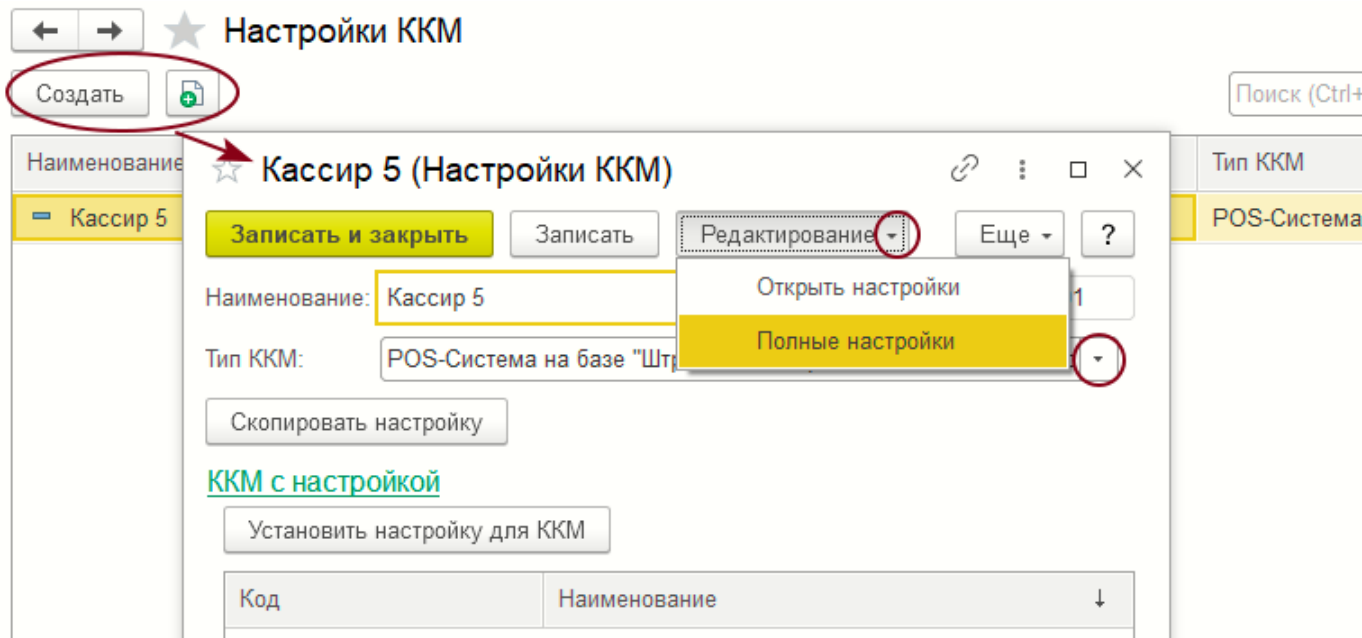 Настройки ККМ
Создать
Поиск (Ctrl+
Наименование
Тип ККМ
Кассир 5 (Настройки ККМ)
Кассир 5
POS-Система
Записать и закрыть
Записать
Редактирование
Еще
?
Открыть настройки
Полные настройки
Наименование:
Кассир 5
1
Тип ККМ:
POS-Система на базе "Штр
Скопировать настройку
ККМ с настройкой
Установить настройку для ККМ
Код
Наименование